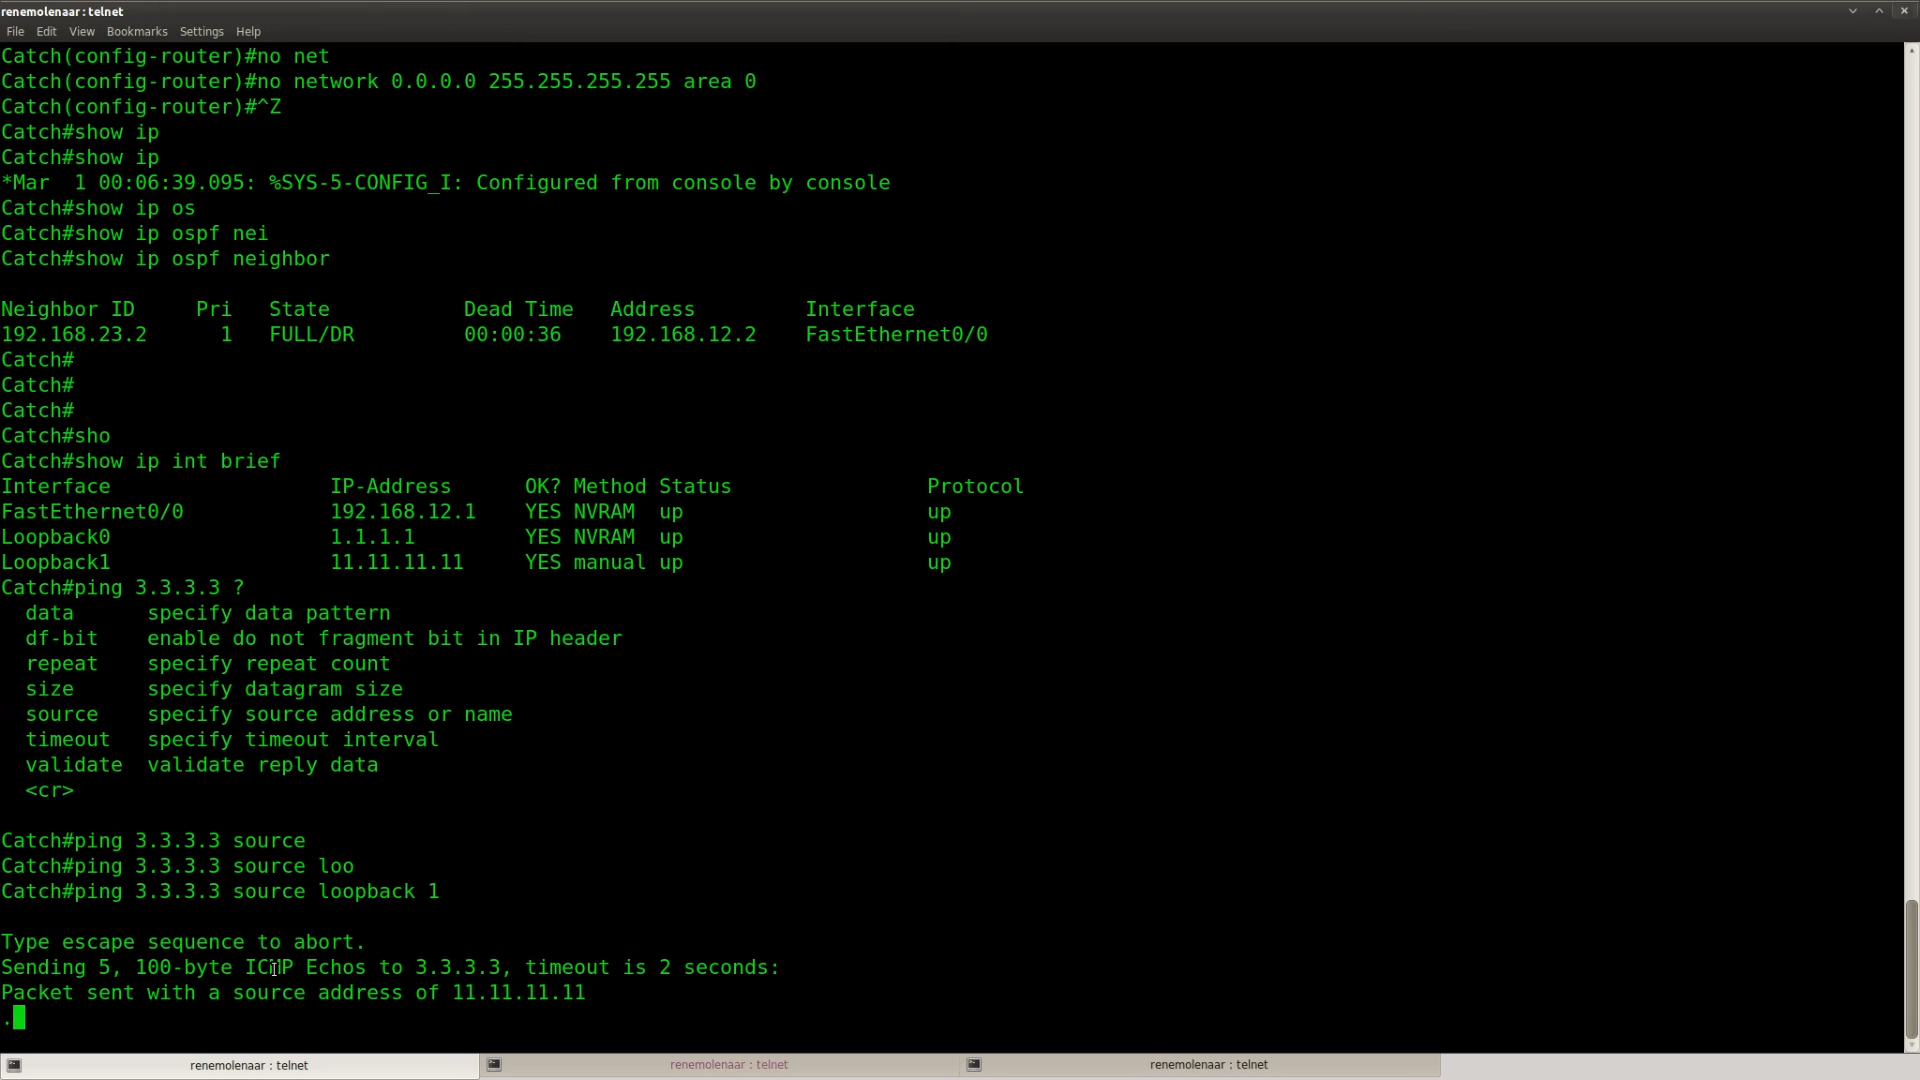 renemolenaar : telnet
File Edit View Bookmarks Settings Help
Catch(config-router)#no net
Catch(config-router)#no network 0.0.0.0 255.255.255.255 area 0
Catch(config-router)#^Z
Catch#show ip
Catch#show ip
*Mar  1 00:06:39.095: %SYS-5-CONFIG_I: Configured from console by console
Catch#show ip os
Catch#show ip ospf nei
Catch#show ip ospf neighbor
Neighbor ID     Pri   State           Dead Time   Address         Interface
192.168.23.2      1   FULL/DR         00:00:36    192.168.12.2    FastEthernet0/0
Catch#
Catch#
Catch#
Catch#sho
Catch#show ip int brief
Interface                  IP-Address      OK? Method Status                Protocol
FastEthernet0/0            192.168.12.1    YES NVRAM  up                    up
Loopback0                  1.1.1.1         YES NVRAM  up                    up
Loopback1                  11.11.11.11     YES manual up                    up
Catch#ping 3.3.3.3 ?
  data      specify data pattern
  df-bit    enable do not fragment bit in IP header
  repeat    specify repeat count
  size      specify datagram size
  source    specify source address or name
  timeout   specify timeout interval
  validate  validate reply data
  <cr>
Catch#ping 3.3.3.3 source
Catch#ping 3.3.3.3 source loo
Catch#ping 3.3.3.3 source loopback 1
Type escape sequence to abort.
Sending 5, 100-byte ICMP Echos to 3.3.3.3, timeout is 2 seconds:
Packet sent with a source address of 11.11.11.11
.
renemolenaar : telnet renemolenaar : telnet renemolenaar : telnet